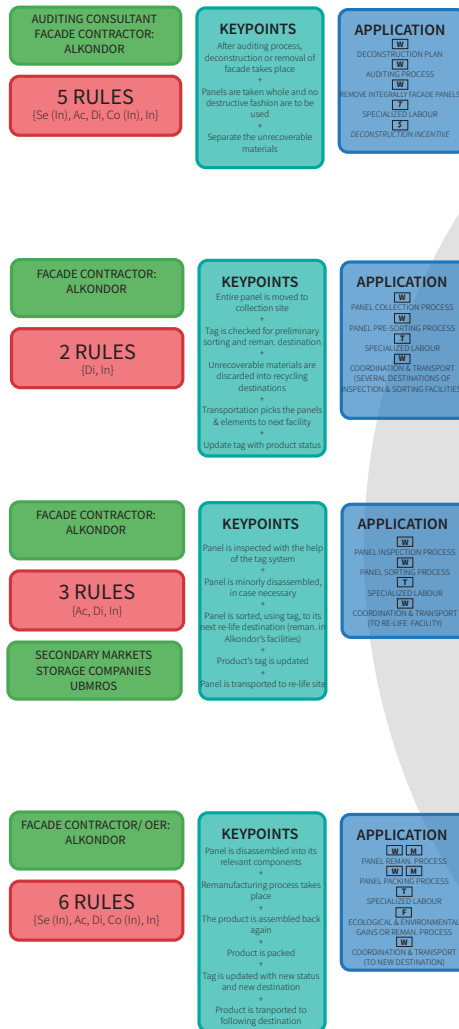 AUDITING CONSULTANT
FACADE CONTRACTOR:
ALKONDOR
5 RULES
{Se (In), Ac, Di, Co (In), In}
KEYPOINTS
After auditing process,
deconstruction or removal of
facade takes place
+
Panels are taken whole and no
destructive fashion are to be
used
+
Separate the unrecoverable
materials
APPLICATION
W
DECONSTRUCTION PLAN
W
AUDITING PROCESS
W
REMOVE INTEGRALLY FACADE PANELS
T
SPECIALIZED LABOUR
S
DECONSTRUCTION INCENTIVE
FACADE CONTRACTOR:
ALKONDOR
2 RULES
{Di, In}
KEYPOINTS
Entire panel is moved to
collection site
+
Tag is checked for preliminary
sorting and reman. destination
+
Unrecoverable materials are
discarded into recycling
destinations
+
Transportation picks the panels
& elements to next facility
+
Update tag with product status
APPLICATION
W
PANEL COLLECTION PROCESS
W
PANEL PRE-SORTING PROCESS
T
SPECIALIZED LABOUR
W
COORDINATION & TRANSPORT
(SEVERAL DESTINATIONS OF
INSPECTION & SORTING FACILITIES)
FACADE CONTRACTOR:
ALKONDOR
3 RULES
{Ac, Di, In}
SECONDARY MARKETS
STORAGE COMPANIES
UBMROS
KEYPOINTS
Panel is inspected with the help
of the tag system
+
Panel is minorly disassembled,
in case necessary
+
Panel is sorted, using tag, to its
next re-life destination (reman. in
Alkondor's facilities)
+
Product's tag is updated
+
Panel is transported to re-life site
APPLICATION
W
PANEL INSPECTION PROCESS
W
PANEL SORTING PROCESS
T
SPECIALIZED LABOUR
W
COORDINATION & TRANSPORT
(TO RE-LIFE FACILITY)
FACADE CONTRACTOR/ OER:
ALKONDOR
6 RULES
{Se (In), Ac, Di, Co (In), In}
KEYPOINTS
Panel is disassembled into its
relevant components
+
Remanufacturing process takes
place
+
The product is assembled back
again
+
Product is packed
+
Tag is updated with new status
and new destination
+
Product is tranported to
following destination
APPLICATION
W M
PANEL REMAN. PROCESS
W M
PANEL PACKING PROCESS
T
SPECIALIZED LABOUR
F
ECOLOGICAL & ENVIRONMENTAL
GAINS OR REMAN. PROCESS
W
COORDINATION & TRANSPORT
(TO NEW DESTINATION)